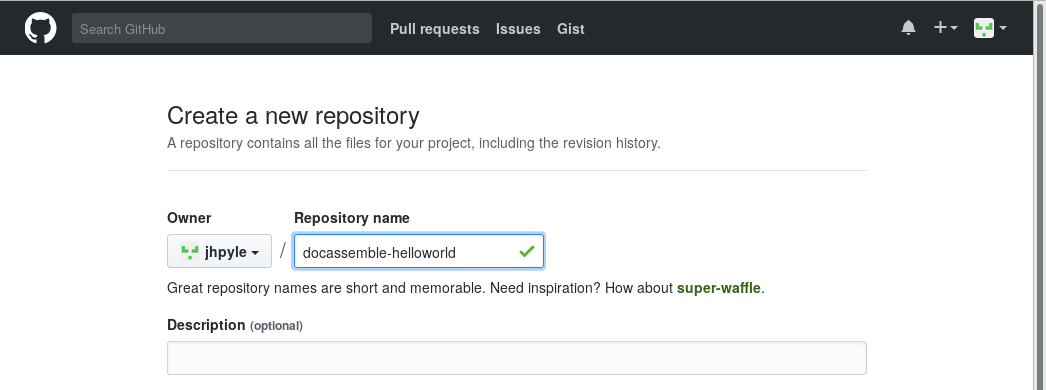 Search GitHub Pull requests Issues Gist
Create a new repository
A repository contains all the files for your project, including the revision history.
Owner Repository name
jhpyle / docassemble-helloworld
Great repository names are short and memorable. Need inspiration? How about super-waffle.
Description (optional)